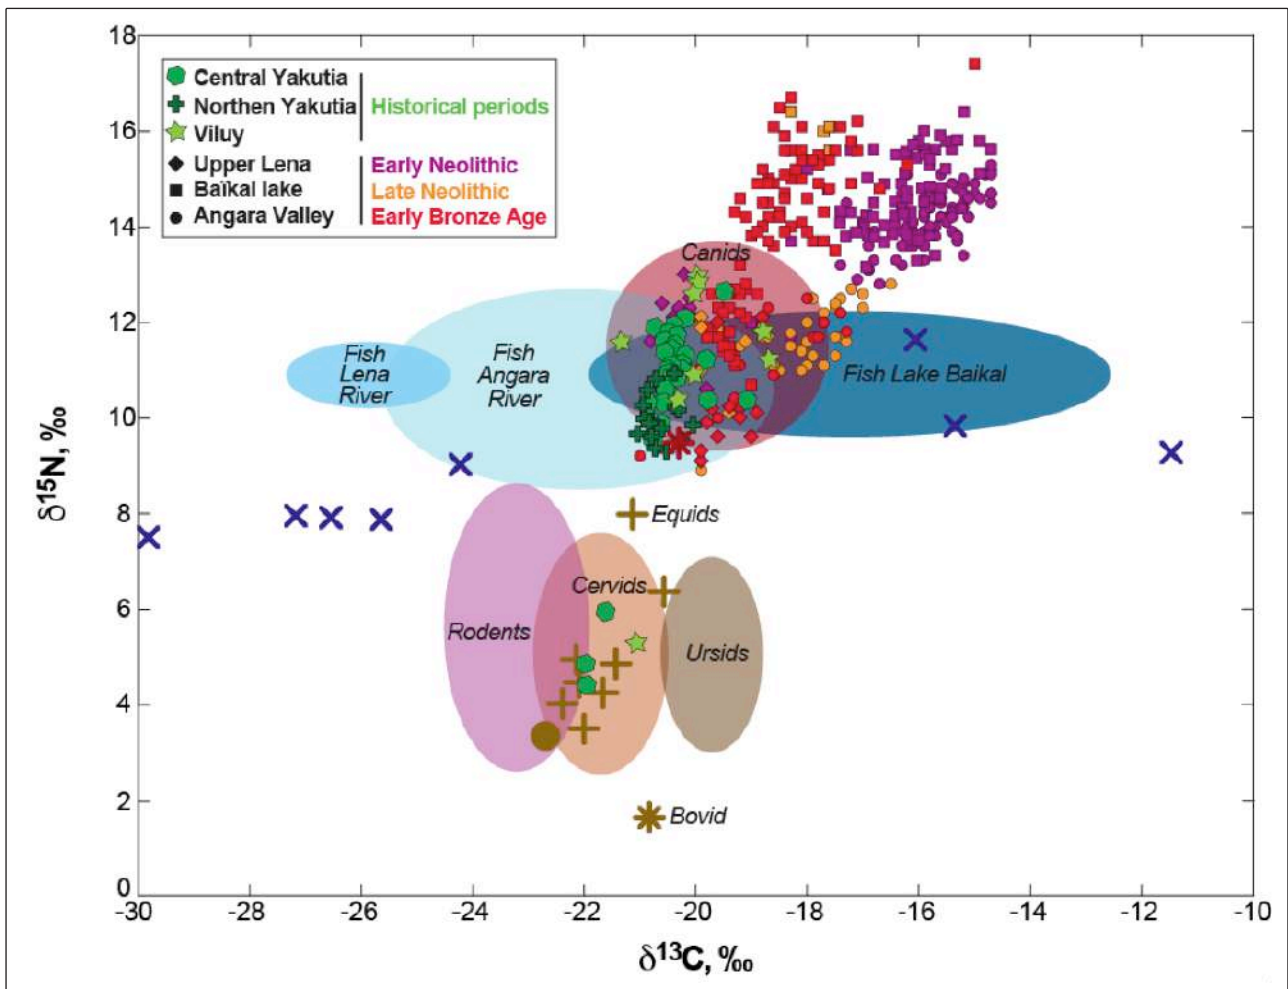 18
16
14
12
10
8
6
4
2
0
δ15N, ‰
Central Yakutia
Northen Yakutia
Viluy
Historical periods
Upper Lena
Baïkal lake
Angara Valley
Early Neolithic
Late Neolithic
Early Bronze Age
Canids
Fish
Lena
River
Fish
Angara
River
Fish Lake Baikal
Equids
Cervids
Rodents
Ursids
Bovid
-30
-28
-26
-24
-22
-20
-18
-16
-14
-12
-10
δ13C, ‰